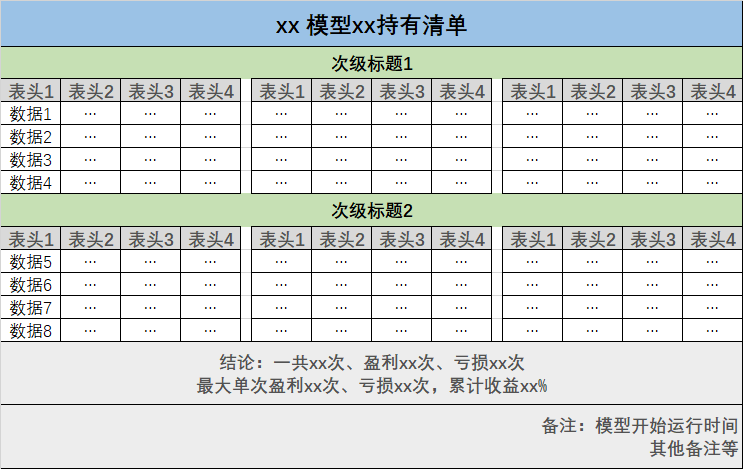 xx 模型xx持有清单
次级标题1
表头1 表头2 表头3 表头4 表头1 表头2 表头3 表头4 表头1 表头2 表头3 表头4
数据1 ... ... ... ... ... ... ... ... ... ... ...
数据2 ... ... ... ... ... ... ... ... ... ... ...
数据3 ... ... ... ... ... ... ... ... ... ... ...
数据4 ... ... ... ... ... ... ... ... ... ... ...
次级标题2
表头1 表头2 表头3 表头4 表头1 表头2 表头3 表头4 表头1 表头2 表头3 表头4
数据5 ... ... ... ... ... ... ... ... ... ... ...
数据6 ... ... ... ... ... ... ... ... ... ... ...
数据7 ... ... ... ... ... ... ... ... ... ... ...
数据8 ... ... ... ... ... ... ... ... ... ... ...
结论：一共xx次、盈利xx次、亏损xx次
最大单次盈利xx次、亏损xx次，累计收益xx%
备注：模型开始运行时间
其他备注等